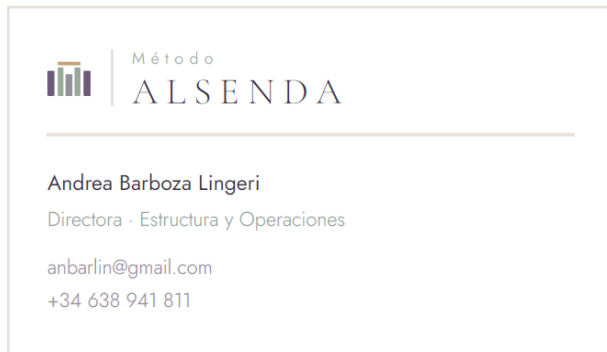 Método
ALSENDA
Andrea Barboza Lingeri
Directora · Estructura y Operaciones
anbarlin@gmail.com
+34 638 941 811